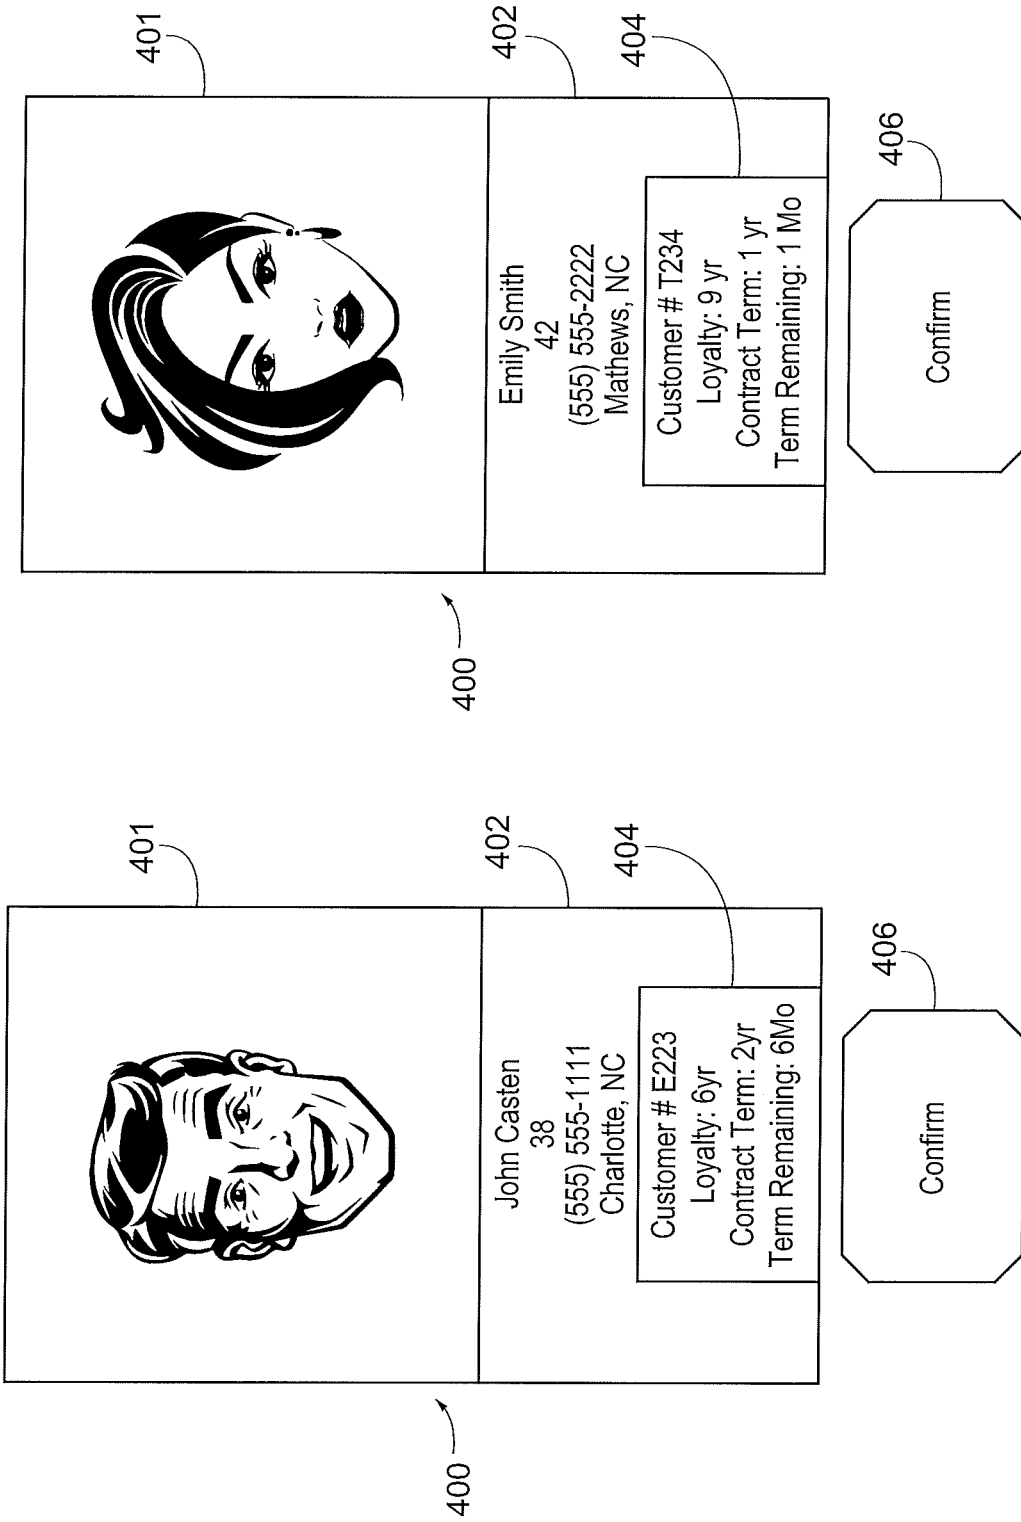 400
401
John Casten
38
(555) 555-1111
Charlotte, NC
402
Customer # E223
Loyalty: 6yr
Contract Term: 2yr
Term Remaining: 6Mo
404
Confirm
406
400
401
Emily Smith
42
(555) 555-2222
Mathews, NC
402
Customer # T234
Loyalty: 9 yr
Contract Term: 1 yr
Term Remaining: 1 Mo
404
Confirm
406